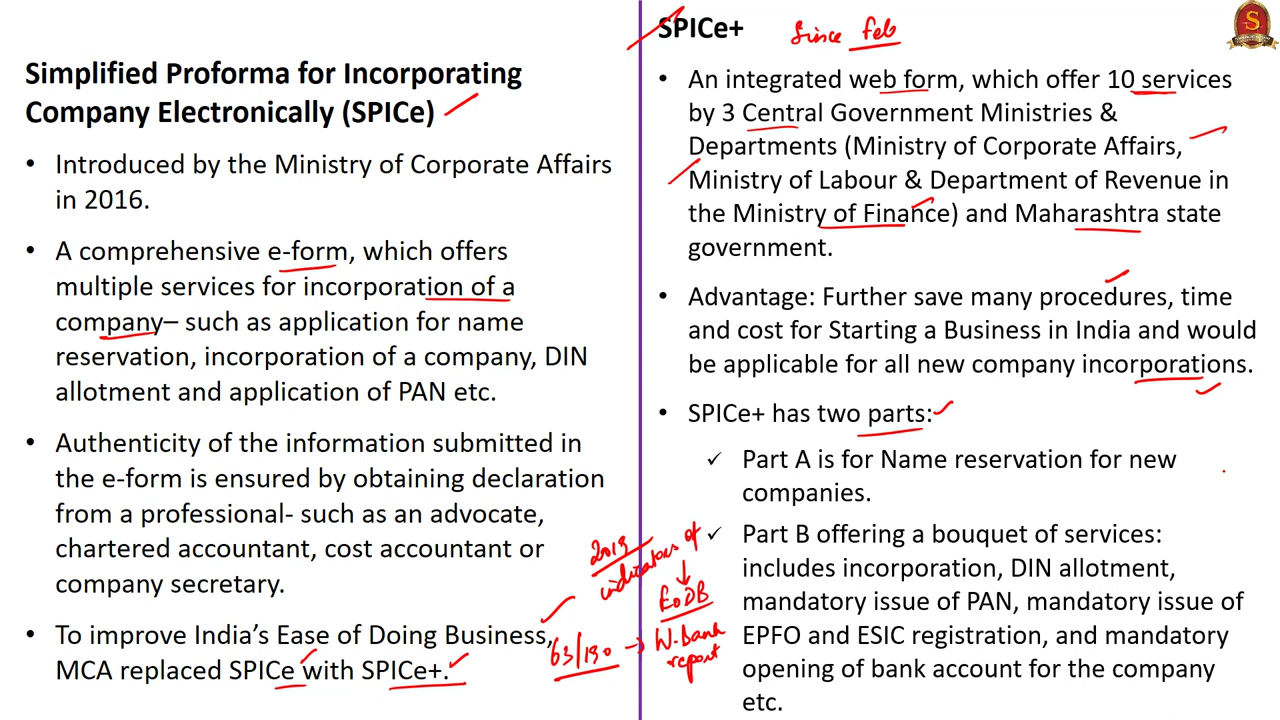 Simplified Proforma for Incorporating
Company Electronically (SPICe)
• Introduced by the Ministry of Corporate Affairs
in 2016.
• A comprehensive e-form, which offers
multiple services for incorporation of a
company– such as application for name
reservation, incorporation of a company, DIN
allotment and application of PAN etc.
• Authenticity of the information submitted in
the e-form is ensured by obtaining declaration
from a professional- such as an advocate,
chartered accountant, cost accountant or
company secretary.
• To improve India's Ease of Doing Business,
MCA replaced SPICe with SPICe+.
SPICe+
Since Feb
• An integrated web form, which offer 10 services
by 3 Central Government Ministries &
Departments (Ministry of Corporate Affairs,
Ministry of Labour & Department of Revenue in
the Ministry of Finance) and Maharashtra state
government.
• Advantage: Further save many procedures, time
and cost for Starting a Business in India and would
be applicable for all new company incorporations.
• SPICe+ has two parts:
✓ Part A is for Name reservation for new
companies.
✓ Part B offering a bouquet of services:
includes incorporation, DIN allotment,
mandatory issue of PAN, mandatory issue of
EPFO and ESIC registration, and mandatory
opening of bank account for the company
etc.
2019
indicators of
EoDB
63/190 → W.Bank
report
S